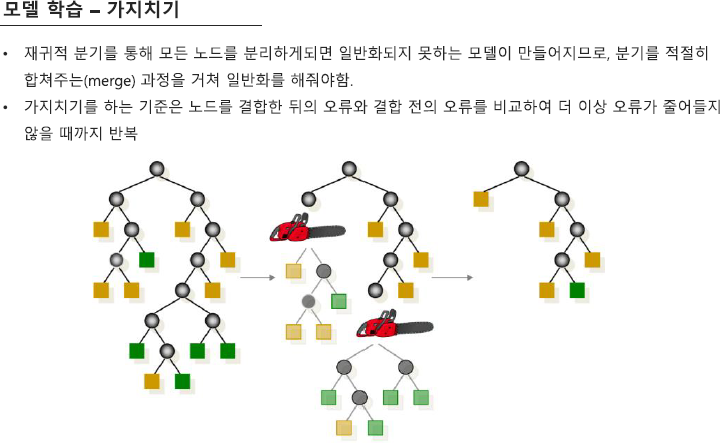 모델 학습 – 가지치기
• 재귀적 분기를 통해 모든 노드를 분리하게되면 일반화되지 못하는 모델이 만들어지므로, 분기를 적절히
합쳐주는(merge) 과정을 거쳐 일반화를 해줘야함.
• 가지치기를 하는 기준은 노드를 결합한 뒤의 오류와 결합 전의 오류를 비교하여 더 이상 오류가 줄어들지
않을 때까지 반복